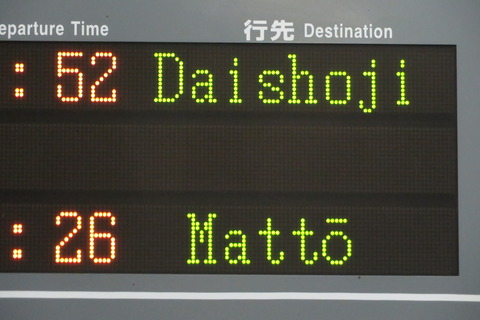 eparture Time 行先 Destination
:52 Daishoji
:26 Mattō